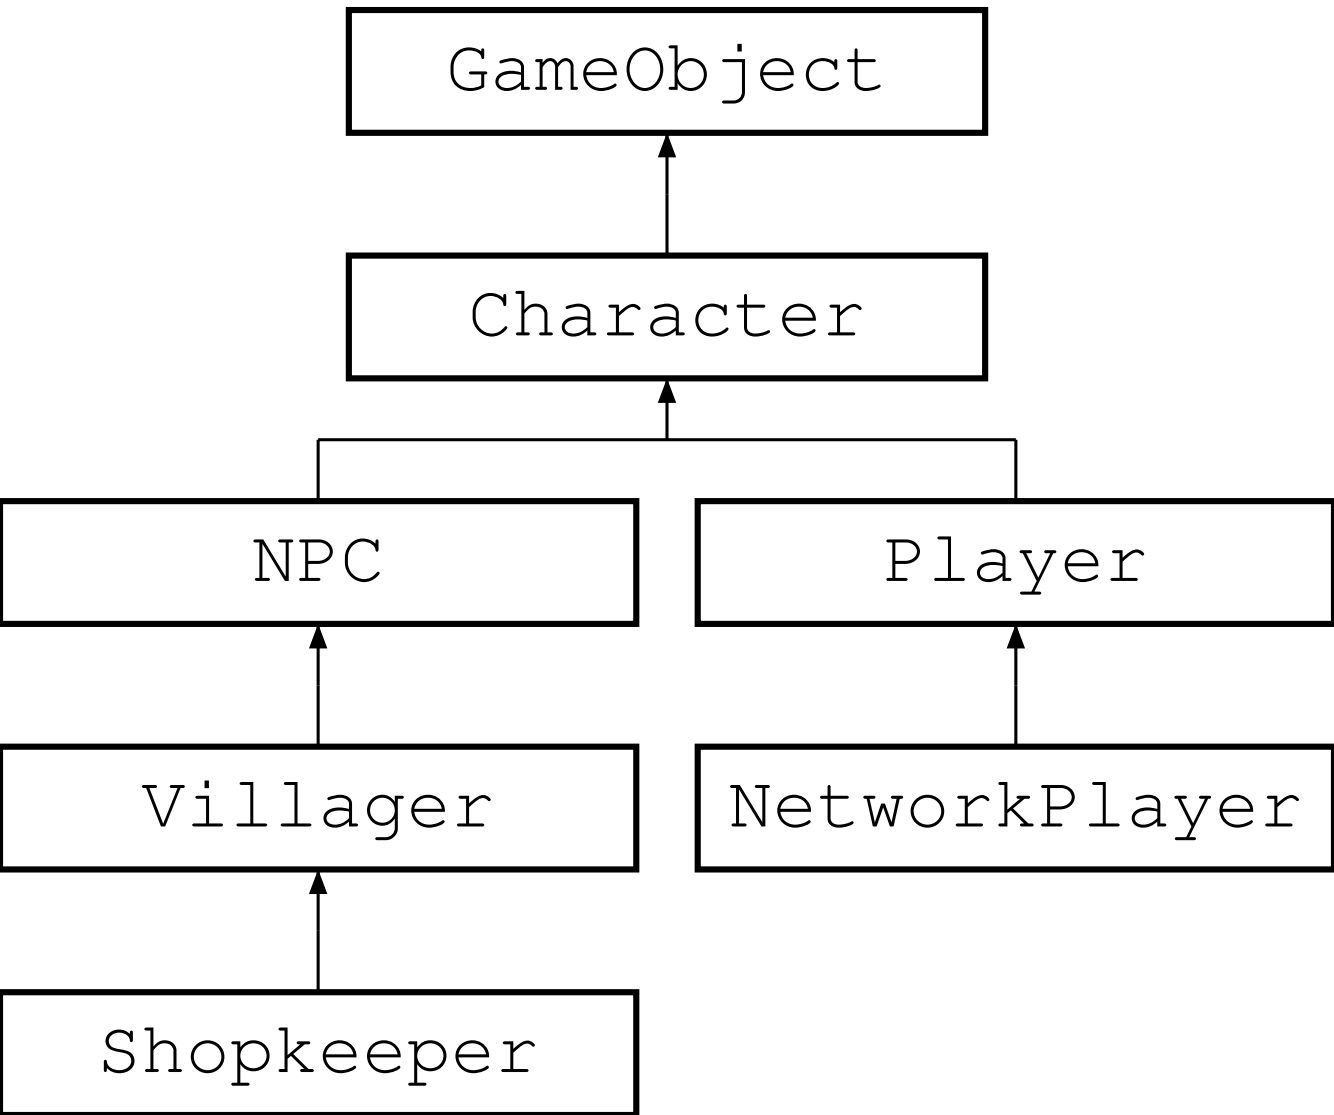 GameObject
Character
NPC
Player
Villager
NetworkPlayer
Shopkeeper